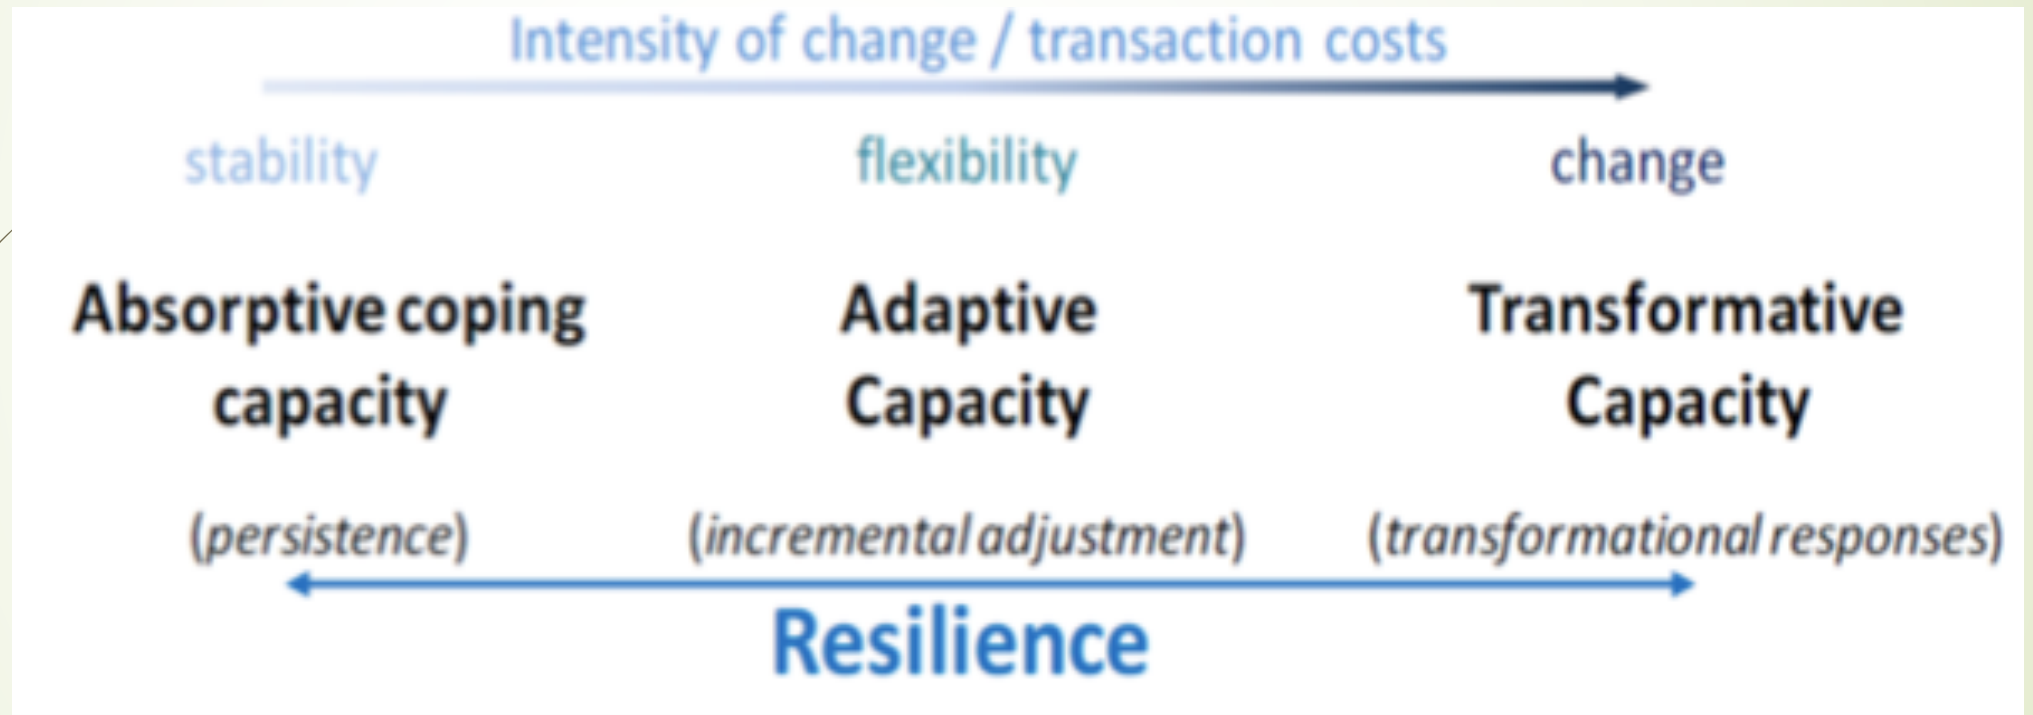 Intensity of change / transaction costs
stability flexibility change
Absorptive coping capacity
Adaptive Capacity
Transformative Capacity
(persistence) (incremental adjustment) (transformational responses)
Resilience